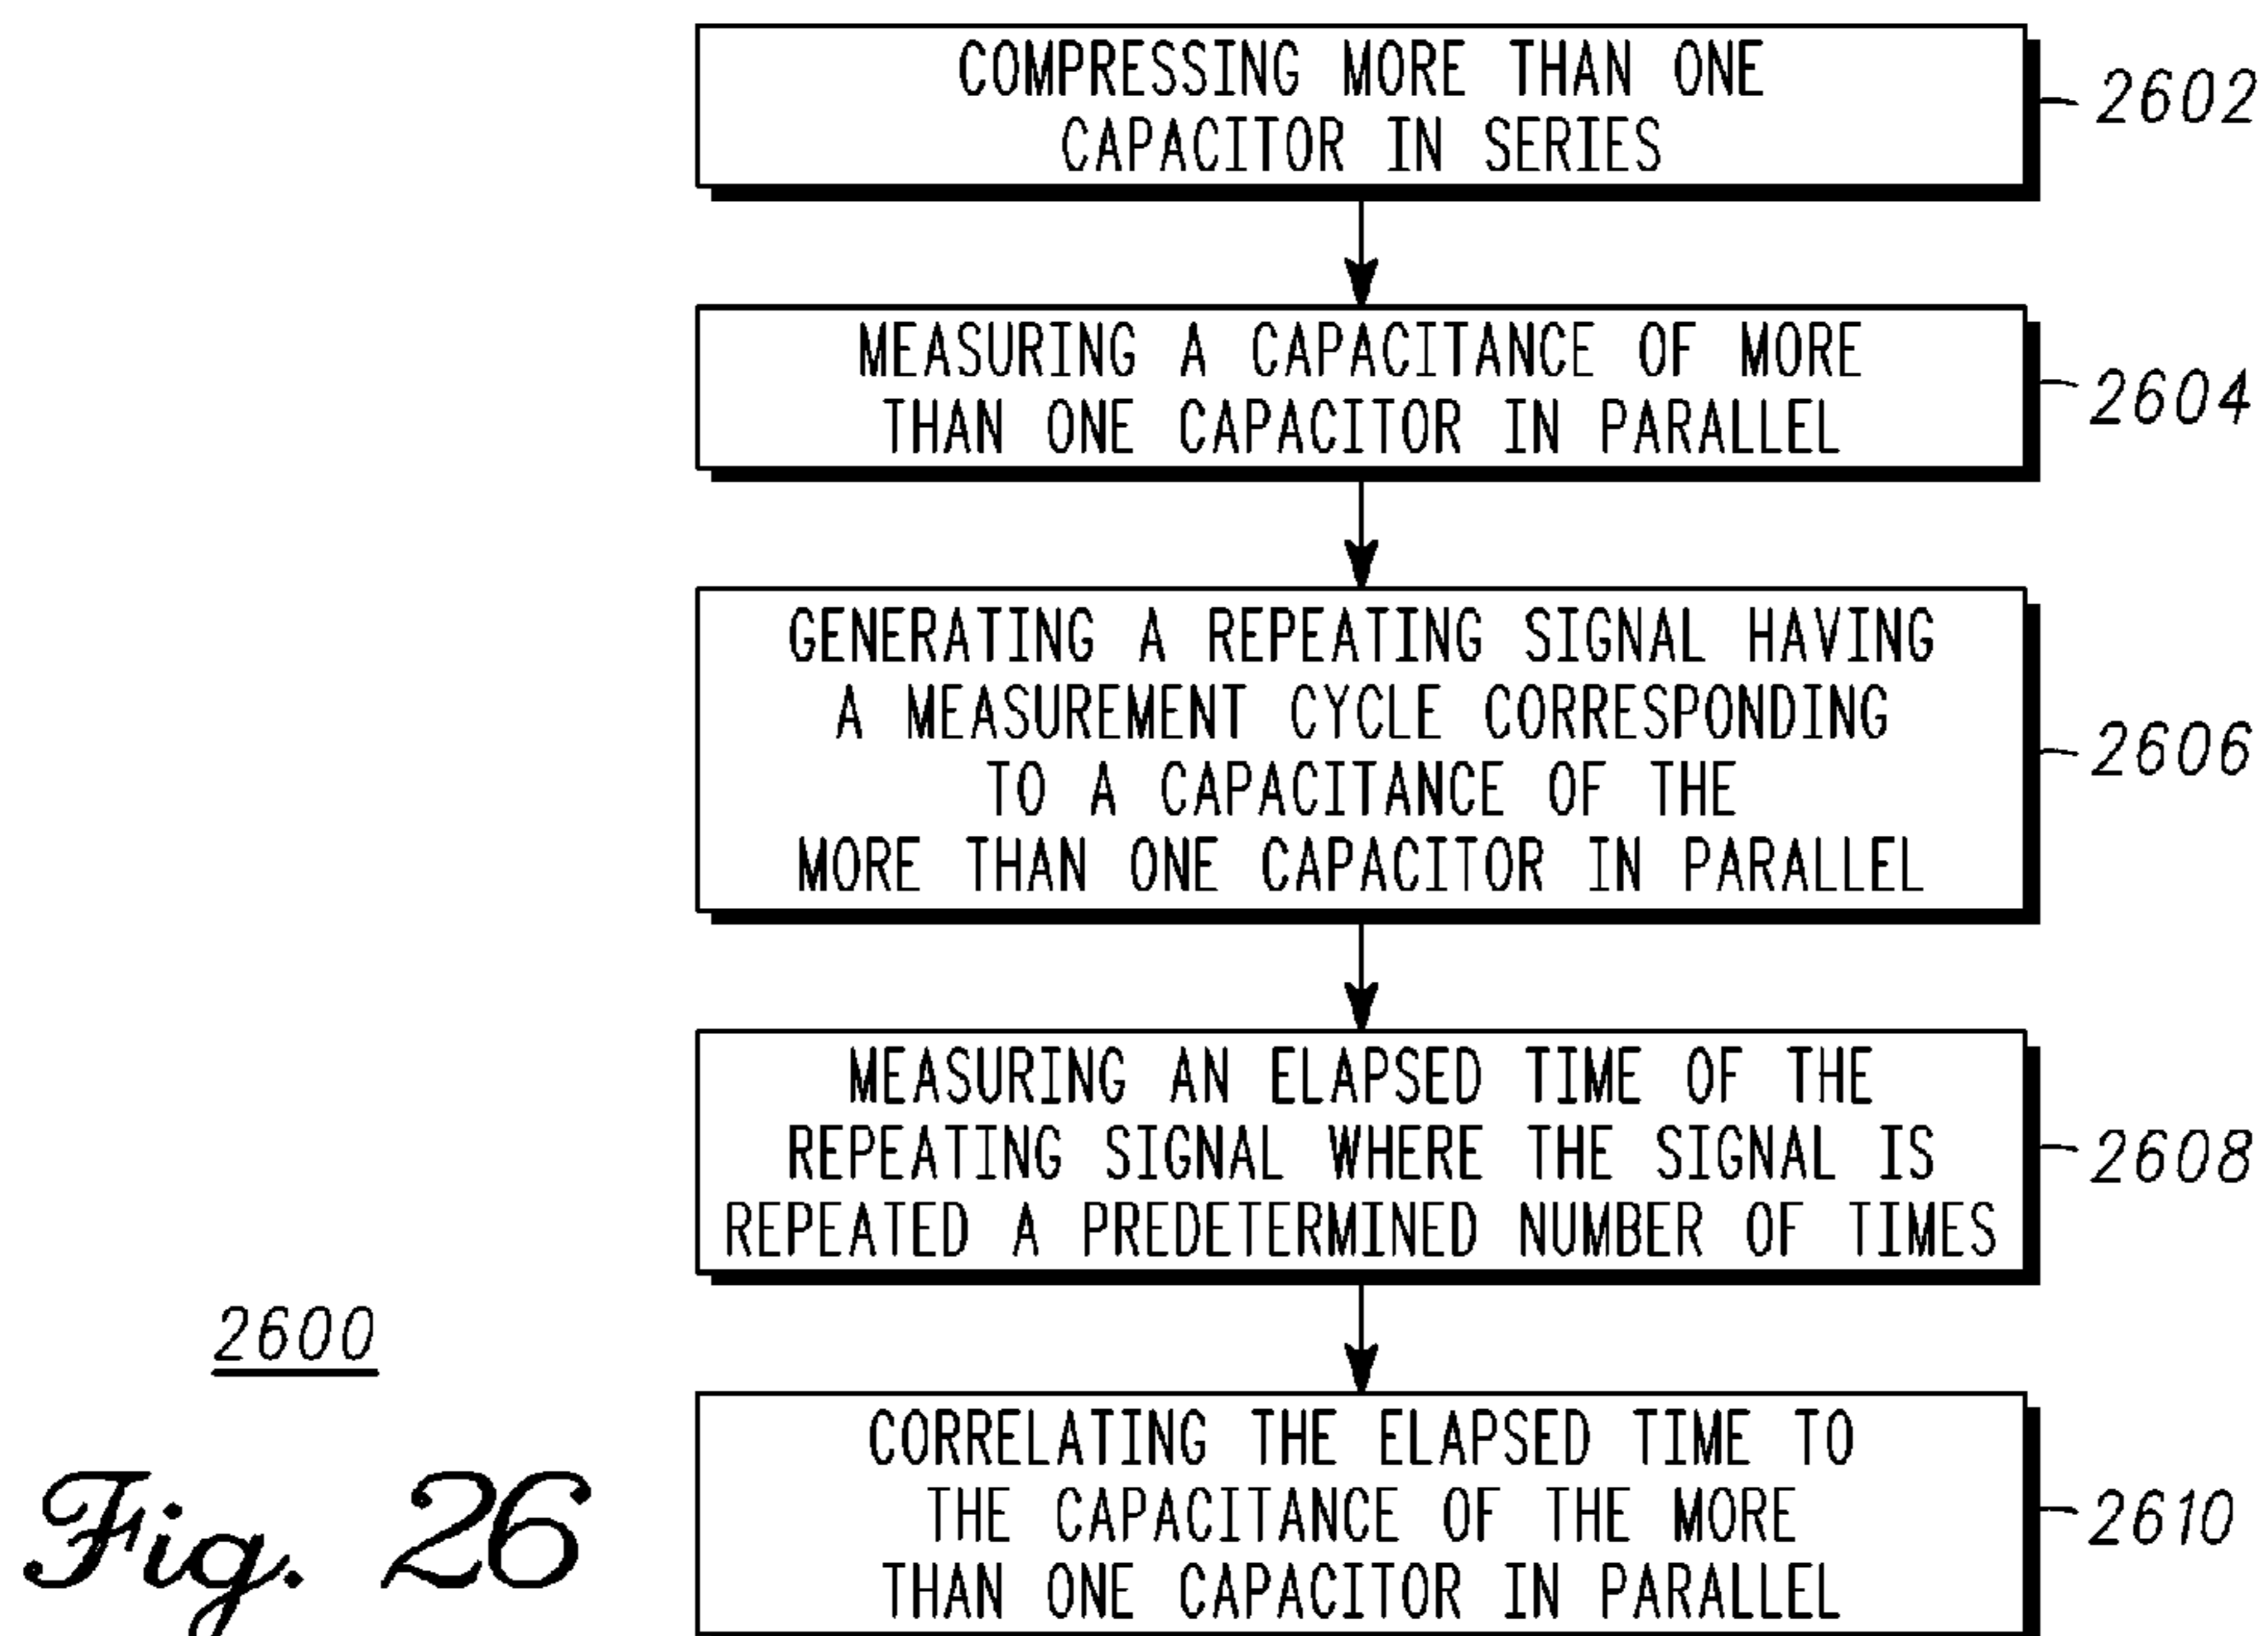 COMPRESSING MORE THAN ONE
CAPACITOR IN SERIES
2602
MEASURING A CAPACITANCE OF MORE
THAN ONE CAPACITOR IN PARALLEL
2604
GENERATING A REPEATING SIGNAL HAVING
A MEASUREMENT CYCLE CORRESPONDING
TO A CAPACITANCE OF THE
MORE THAN ONE CAPACITOR IN PARALLEL
2606
MEASURING AN ELAPSED TIME OF THE
REPEATING SIGNAL WHERE THE SIGNAL IS
REPEATED A PREDETERMINED NUMBER OF TIMES
2608
CORRELATING THE ELAPSED TIME TO
THE CAPACITANCE OF THE MORE
THAN ONE CAPACITOR IN PARALLEL
2610
2600
Fig. 26